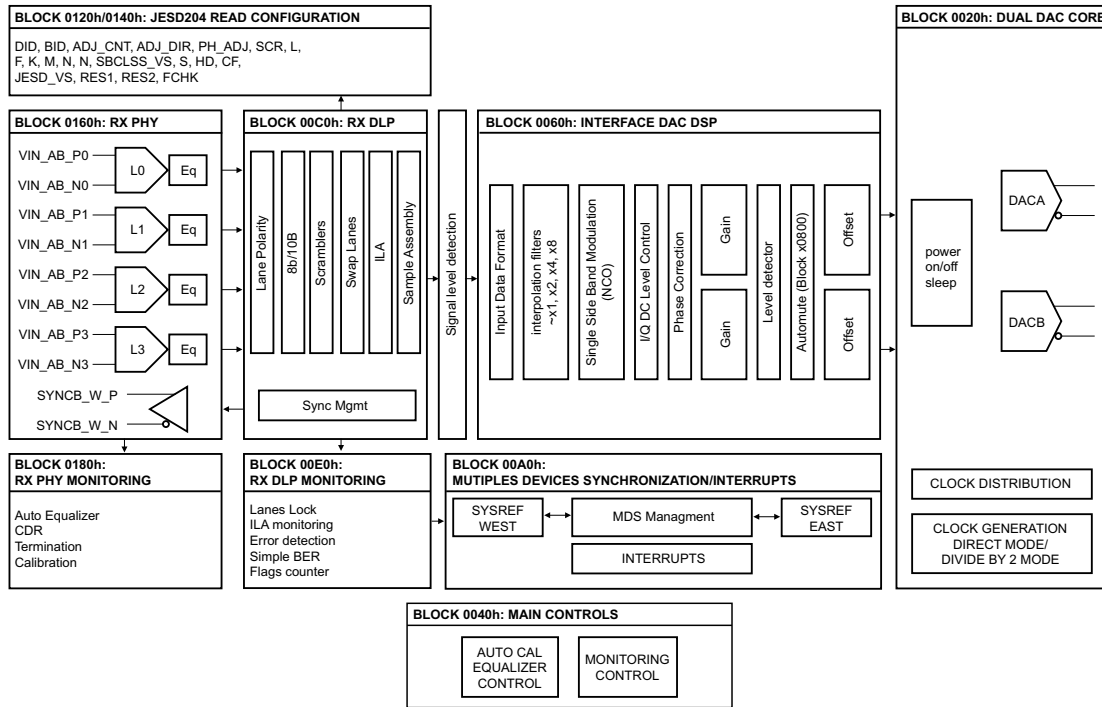 BLOCK 0120h/0140h: JESD204 READ CONFIGURATION
DID, BID, ADJ_CNT, ADJ_DIR, PH_ADJ, SCR, L,
F, K, M, N, N, SBCLSS_VS, S, HD, CF,
JESD_VS, RES1, RES2, FCHK
BLOCK 0020h: DUAL DAC CORE
BLOCK 0160h: RX PHY
VIN_AB_P0
VIN_AB_N0
L0
Eq
VIN_AB_P1
VIN_AB_N1
L1
Eq
VIN_AB_P2
VIN_AB_N2
L2
Eq
VIN_AB_P3
VIN_AB_N3
L3
Eq
SYNCB_W_P
SYNCB_W_N
BLOCK 00C0h: RX DLP
Lane Polarity
8b/10B
Scramblers
Swap Lanes
ILA
Sample Assembly
Sync Mgmt
Signal level detection
BLOCK 0060h: INTERFACE DAC DSP
Input Data Format
interpolation filters
~x1, x2, x4, x8
Single Side Band Modulation
(NCO)
I/Q DC Level Control
Phase Correction
Gain
Gain
Level detector
Automute (Block x0800)
Offset
Offset
power
on/off
sleep
DACA
DACB
CLOCK DISTRIBUTION
CLOCK GENERATION
DIRECT MODE/
DIVIDE BY 2 MODE
BLOCK 0180h:
RX PHY MONITORING
Auto Equalizer
CDR
Termination
Calibration
BLOCK 00E0h:
RX DLP MONITORING
Lanes Lock
ILA monitoring
Error detection
Simple BER
Flags counter
BLOCK 00A0h:
MUTIPLES DEVICES SYNCHRONIZATION/INTERRUPTS
SYSREF
WEST
MDS Managment
SYSREF
EAST
INTERRUPTS
BLOCK 0040h: MAIN CONTROLS
AUTO CAL
EQUALIZER
CONTROL
MONITORING
CONTROL